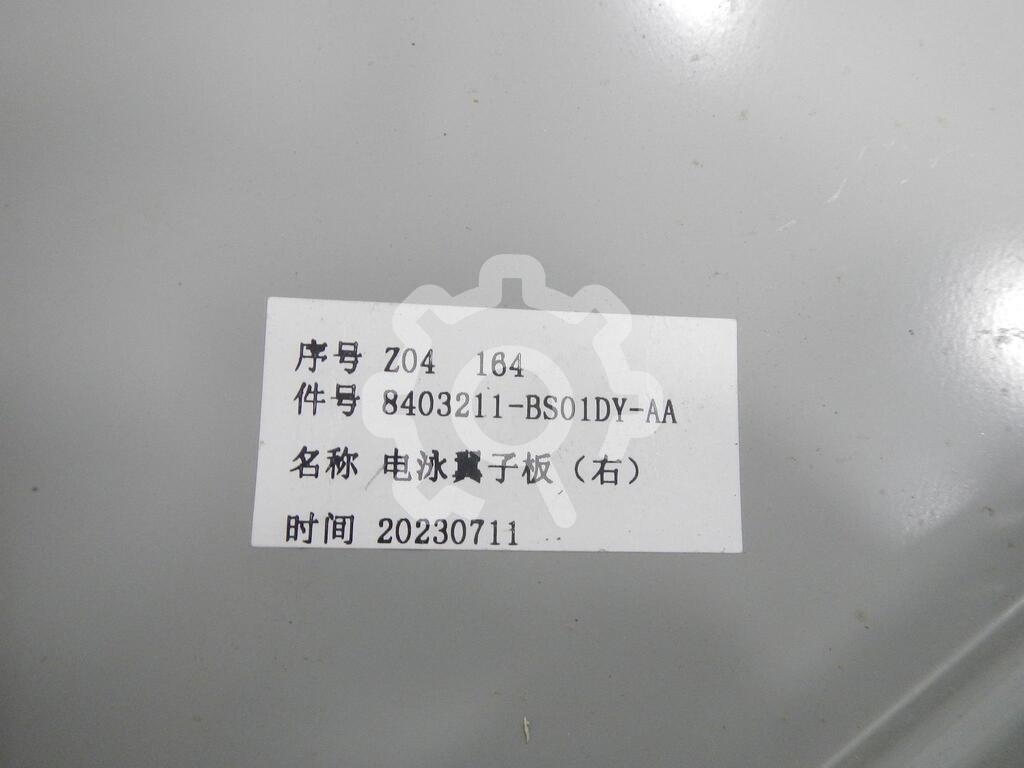 序号 Z04 164
件号 8403211-BS01DY-AA
名称 电泳翼子板（右）
时间 20230711